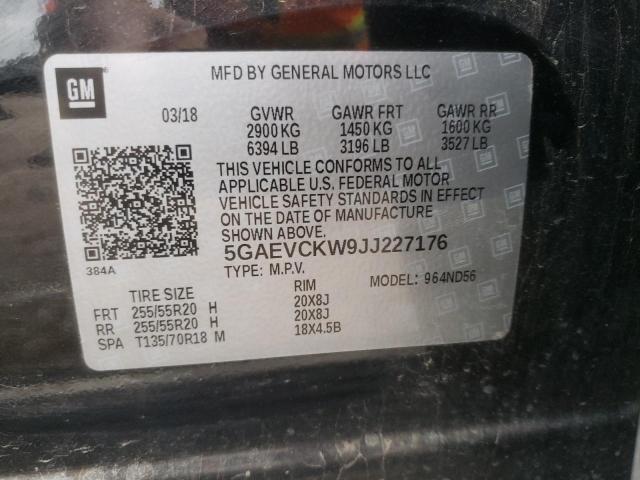 GM
MFD BY GENERAL MOTORS LLC
03/18 GVWR GAWR FRT GAWR RR
2900 KG 1450 KG 1600 KG
6394 LB 3196 LB 3527 LB
THIS VEHICLE CONFORMS TO ALL
APPLICABLE U.S. FEDERAL MOTOR
VEHICLE SAFETY STANDARDS IN EFFECT
ON THE DATE OF MANUFACTURE
SHOWN ABOVE.
384A
5GAEVCKW9JJ227176
TYPE: M.P.V. MODEL: 964ND56
TIRE SIZE RIM
FRT 255/55R20 H 20X8J
RR 255/55R20 H 20X8J
SPA T135/70R18 M 18X4.5B